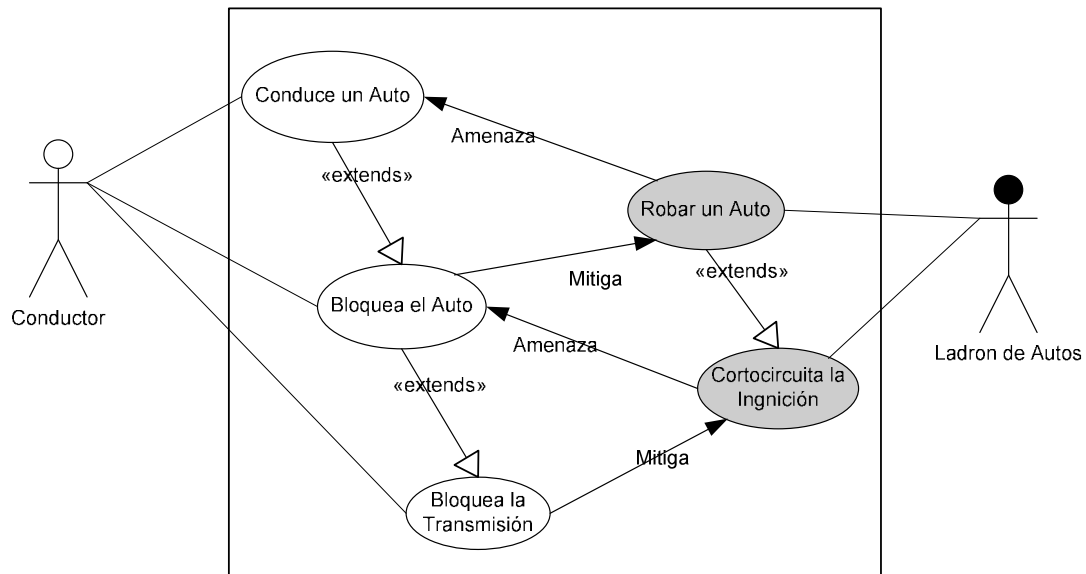 Conduce un Auto
Amenaza
«extends»
Robar un Auto
Mitiga
«extends»
Bloquea el Auto
Conductor
Amenaza
Ladron de Autos
Cortocircuita la
Ingnición
«extends»
Mitiga
Bloquea la
Transmisión